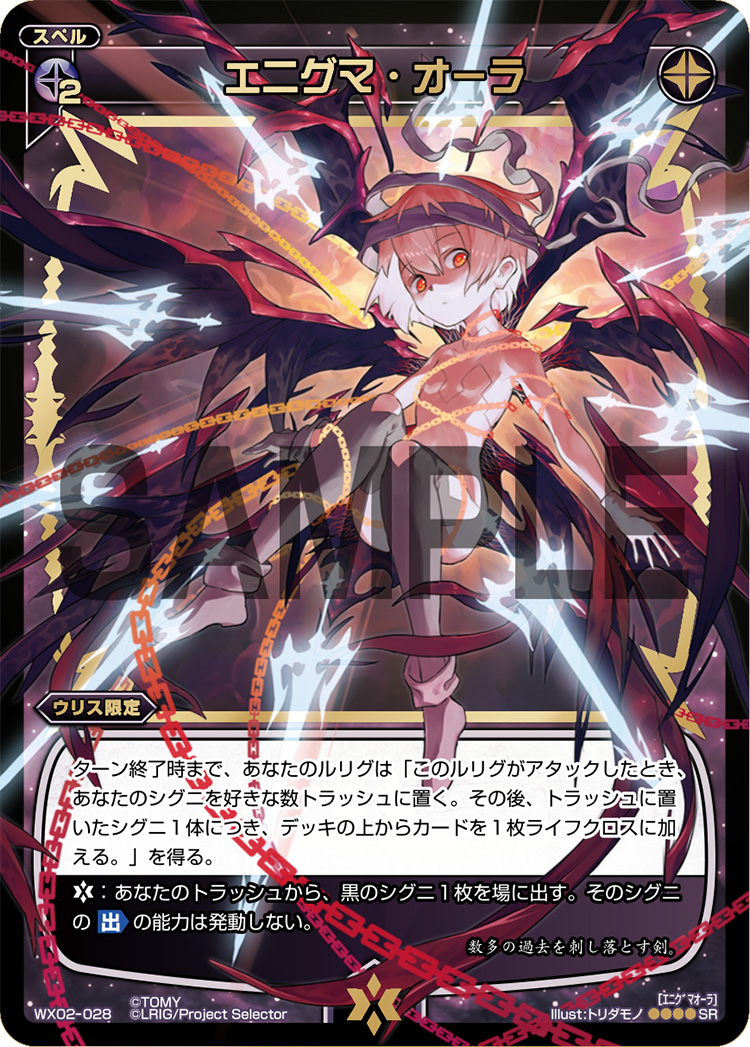 スペル
エニグマ・オーラ
2
SAMPLE
ウリス限定
ターン終了時まで、あなたのルリグは「このルリグがアタックしたとき、
あなたのシグニを好きな数トラッシュに置く。その後、トラッシュに置
いたシグニ1体につき、デッキの上からカードを1枚ライフクロスに加
える。」を得る。
:あなたのトラッシュから、黒のシグニ1枚を場に出す。そのシグニ
の 出 の能力は発動しない。
数多の過去を刺し落とす剣。
WX02-028 ©TOMY
©LRIG/Project Selector
[エニグマオーラ]
Illust:トリダモノ SR